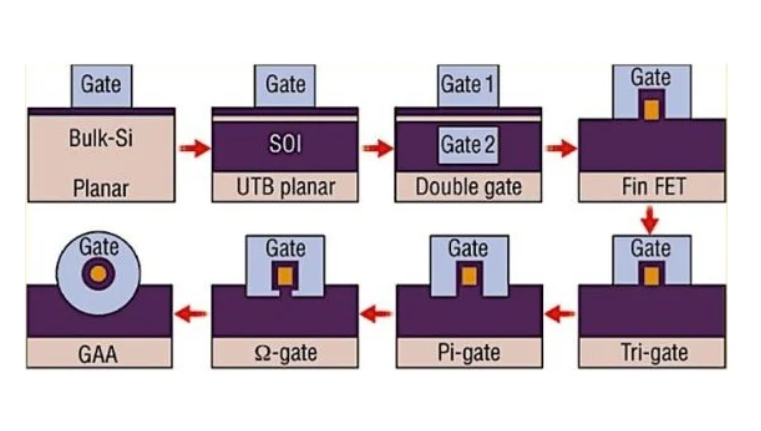 Gate
Bulk-Si
Planar
Gate
SOI
UTB planar
Gate 1
Gate 2
Double gate
Gate
Fin FET
Gate
GAA
Gate
Ω-gate
Gate
Pi-gate
Gate
Tri-gate